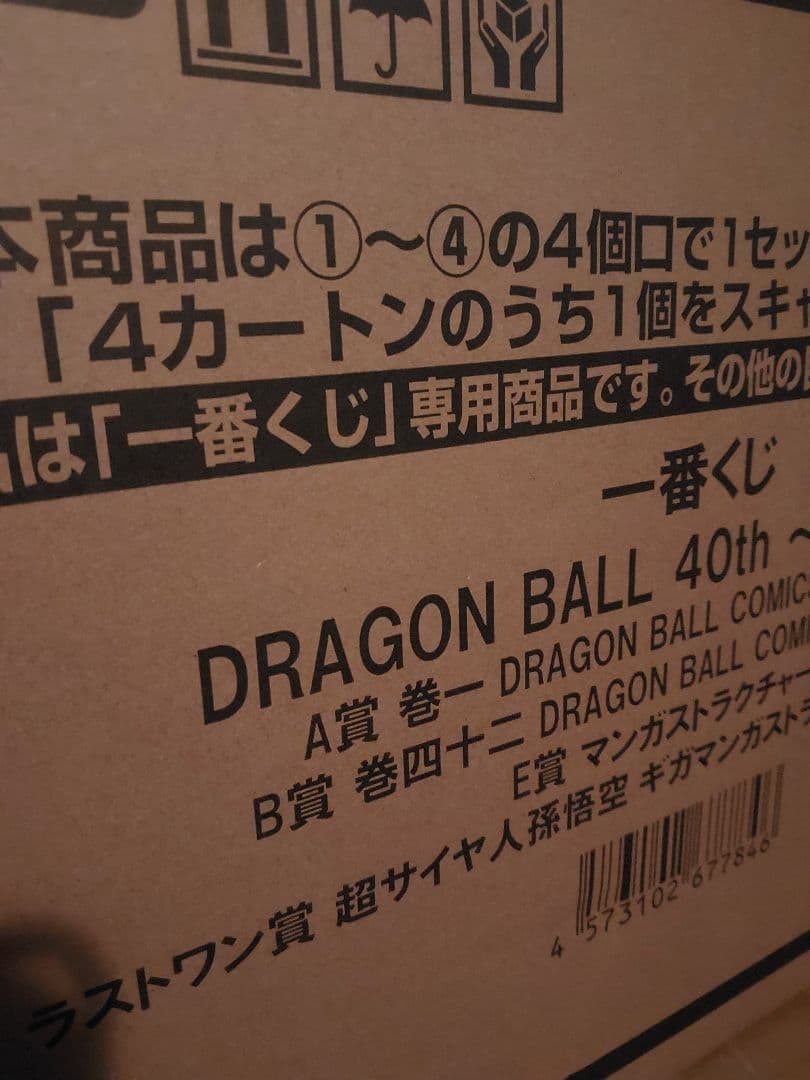 本商品は①～④の4個口で1セッ
「4カートンのうち1個をスキャ
は「一番くじ」専用商品です。その他の
一番くじ
DRAGON BALL 40th ～
A賞 巻一 DRAGON BALL COMICS
B賞 巻四十二 DRAGON BALL COMI
E賞 マンガストラクチャー
ラストワン賞 超サイヤ人孫悟空 ギガマンガストラ
4 573102 677846